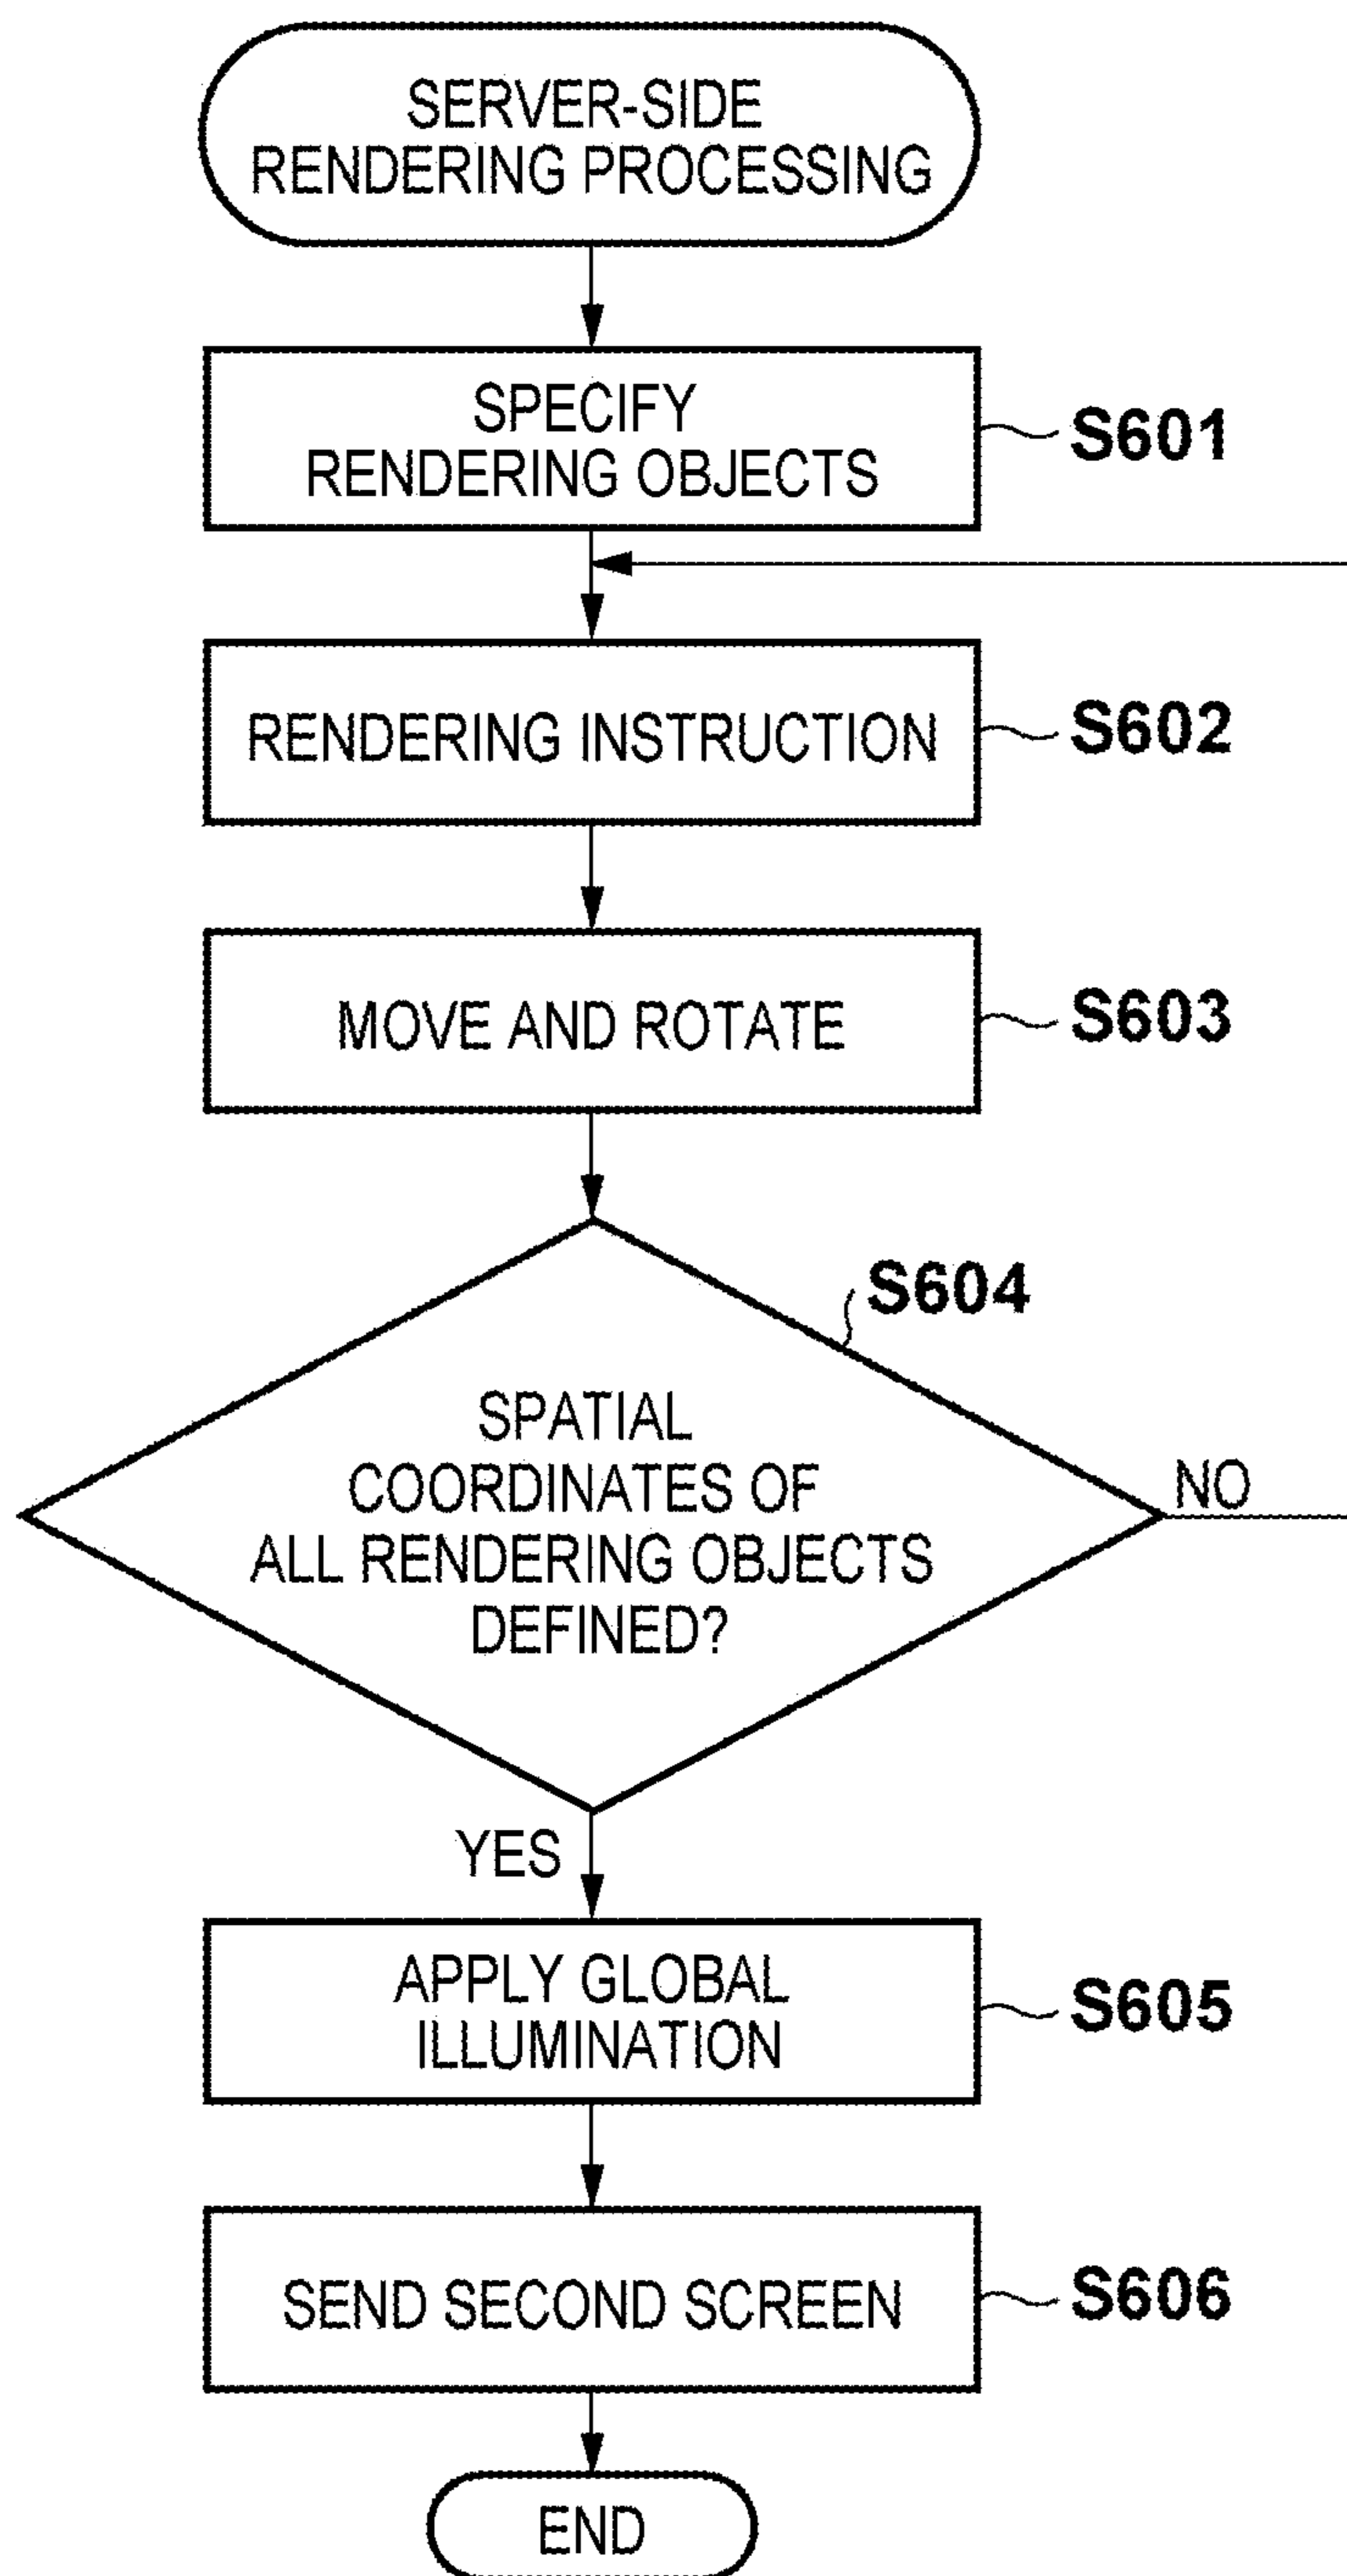 SERVER-SIDE
RENDERING PROCESSING
SPECIFY
RENDERING OBJECTS
S601
RENDERING INSTRUCTION
S602
MOVE AND ROTATE
S603
S604
SPATIAL
COORDINATES OF
ALL RENDERING OBJECTS
DEFINED?
NO
YES
APPLY GLOBAL
ILLUMINATION
S605
SEND SECOND SCREEN
S606
END